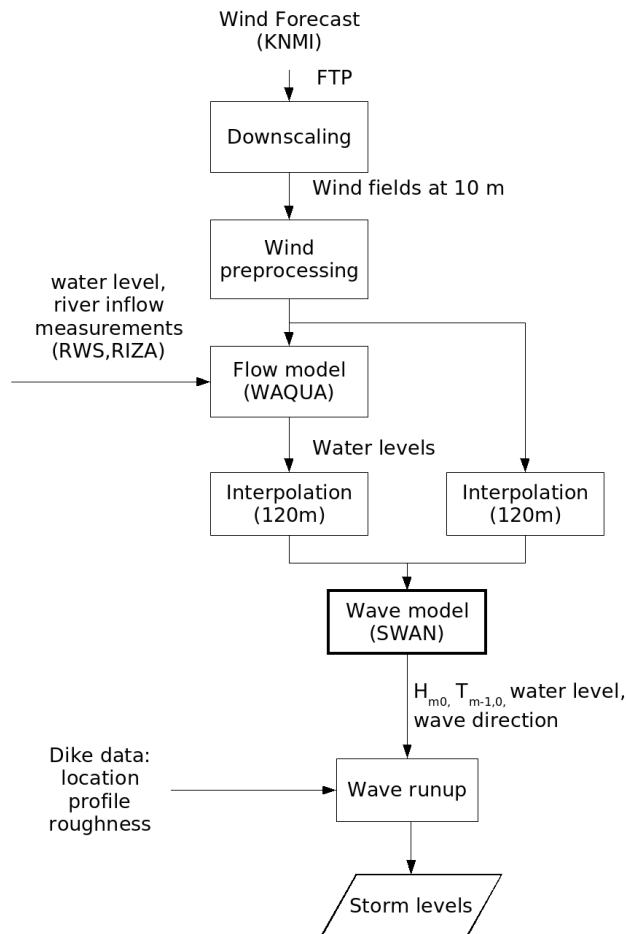 Wind Forecast
(KNMI)
FTP
Downscaling
Wind fields at 10 m
Wind
preprocessing
water level,
river inflow
measurements
(RWS,RIZA)
Flow model
(WAQUA)
Water levels
Interpolation
(120m)
Interpolation
(120m)
Wave model
(SWAN)
Hm0, Tm-1,0, water level,
wave direction
Dike data:
location
profile
roughness
Wave runup
Storm levels